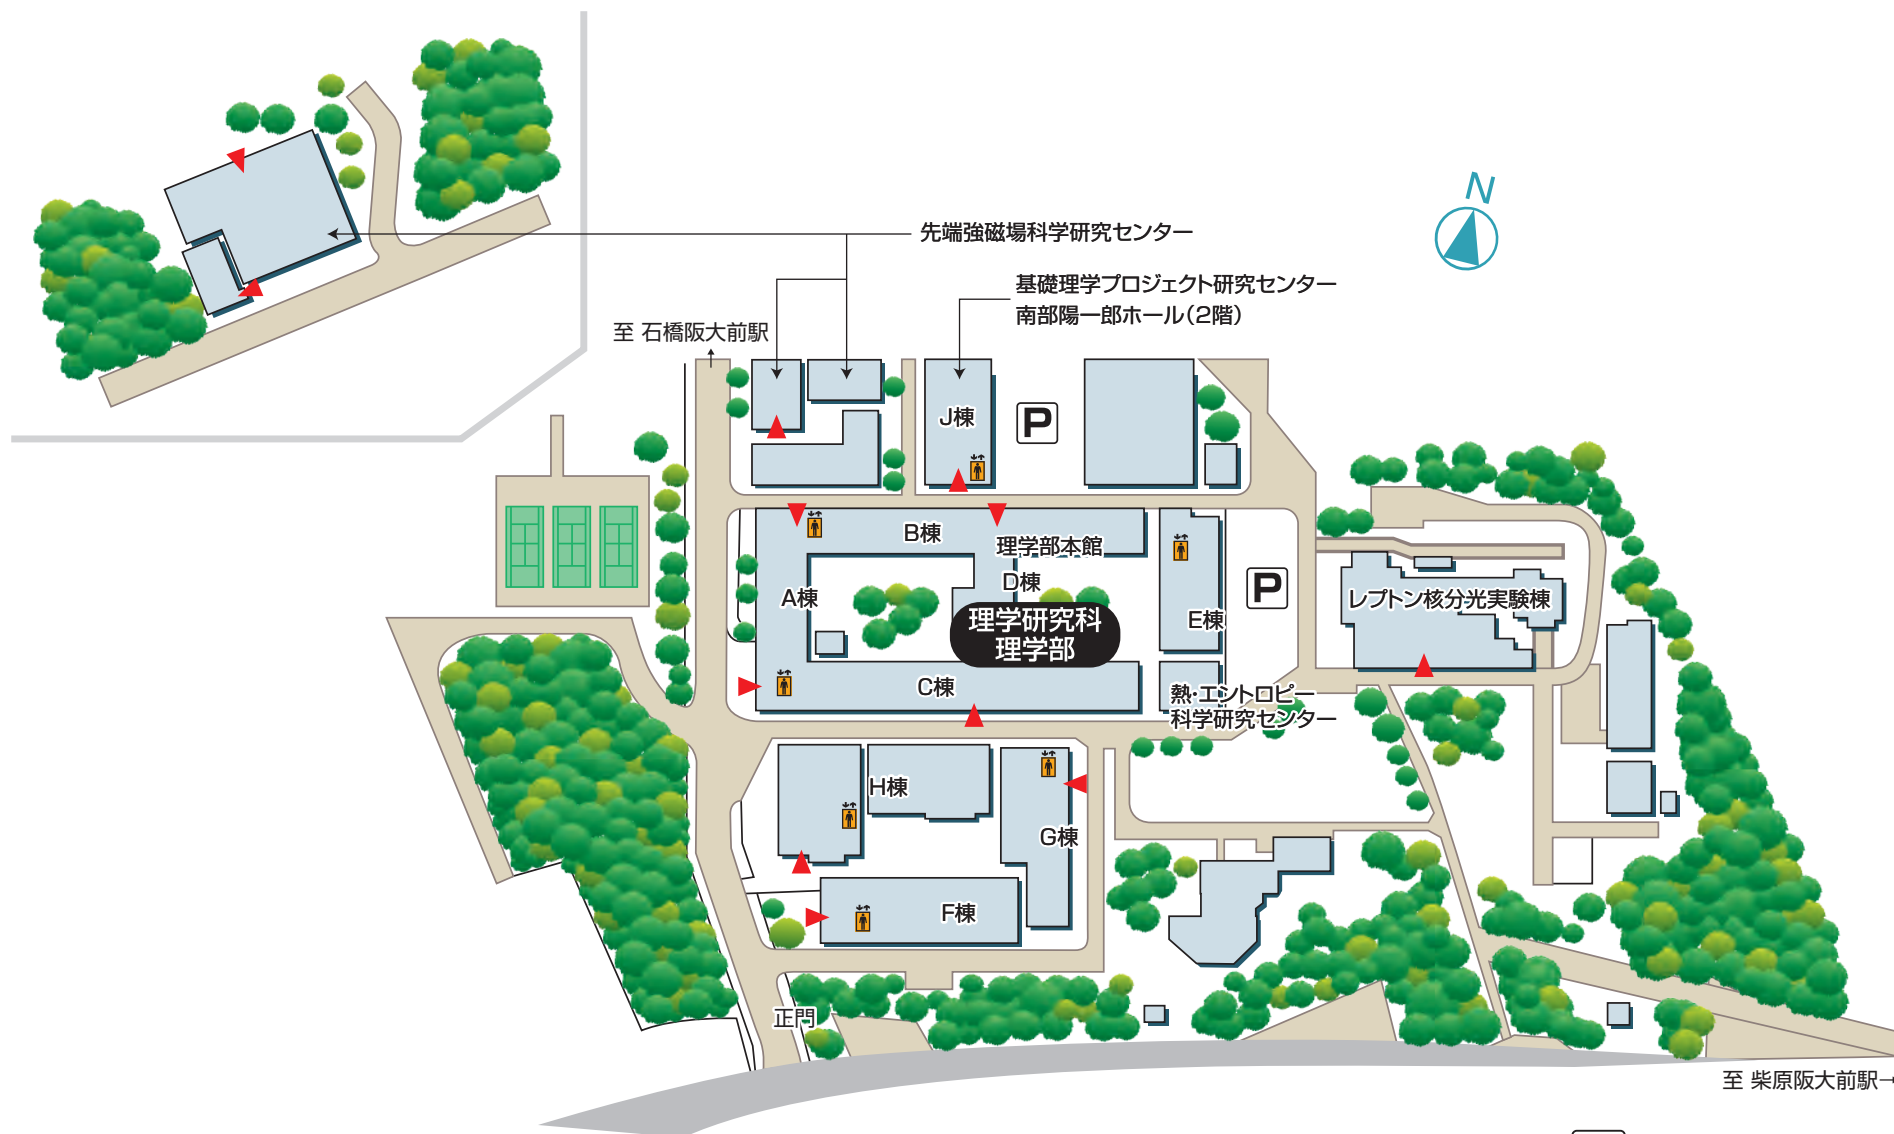 N
先端強磁場科学研究センター
基礎理学プロジェクト研究センター
南部陽一郎ホール(2階)
至 石橋阪大前駅
J棟
P
B棟
理学部本館
D棟
A棟
P
レプトン核分光実験棟
理学研究科
理学部
E棟
C棟
熱・エントロピー
科学研究センター
H棟
G棟
F棟
正門
至 柴原阪大前駅→